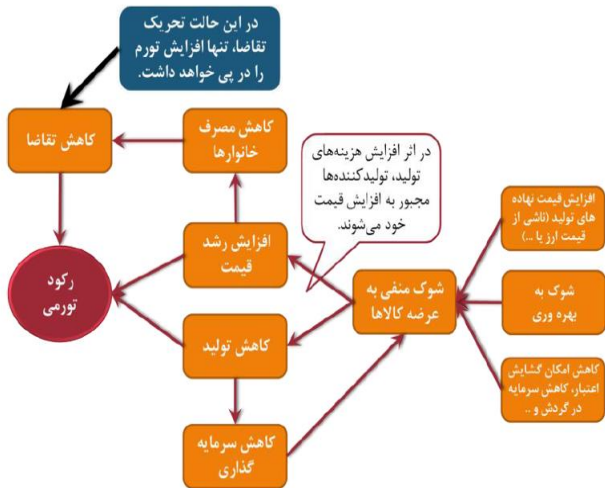 در این حالت تحریک
تقاضا، تنها افزایش تورم
را در پی خواهد داشت.
کاهش تقاضا
کاهش مصرف
خانوارها
در اثر افزایش هزینه‌های
تولید، تولیدکننده‌ها
مجبور به افزایش قیمت
خود می‌شوند.
افزایش قیمت نهاده
های تولید (ناشی از
قیمت ارز یا ...)
افزایش رشد
قیمت
رکود
تورمی
شوک منفی به
عرضه کالاها
شوک به
بهره وری
کاهش تولید
کاهش امکان گشایش
اعتبار، کاهش سرمایه
در گردش و ..
کاهش سرمایه
گذاری